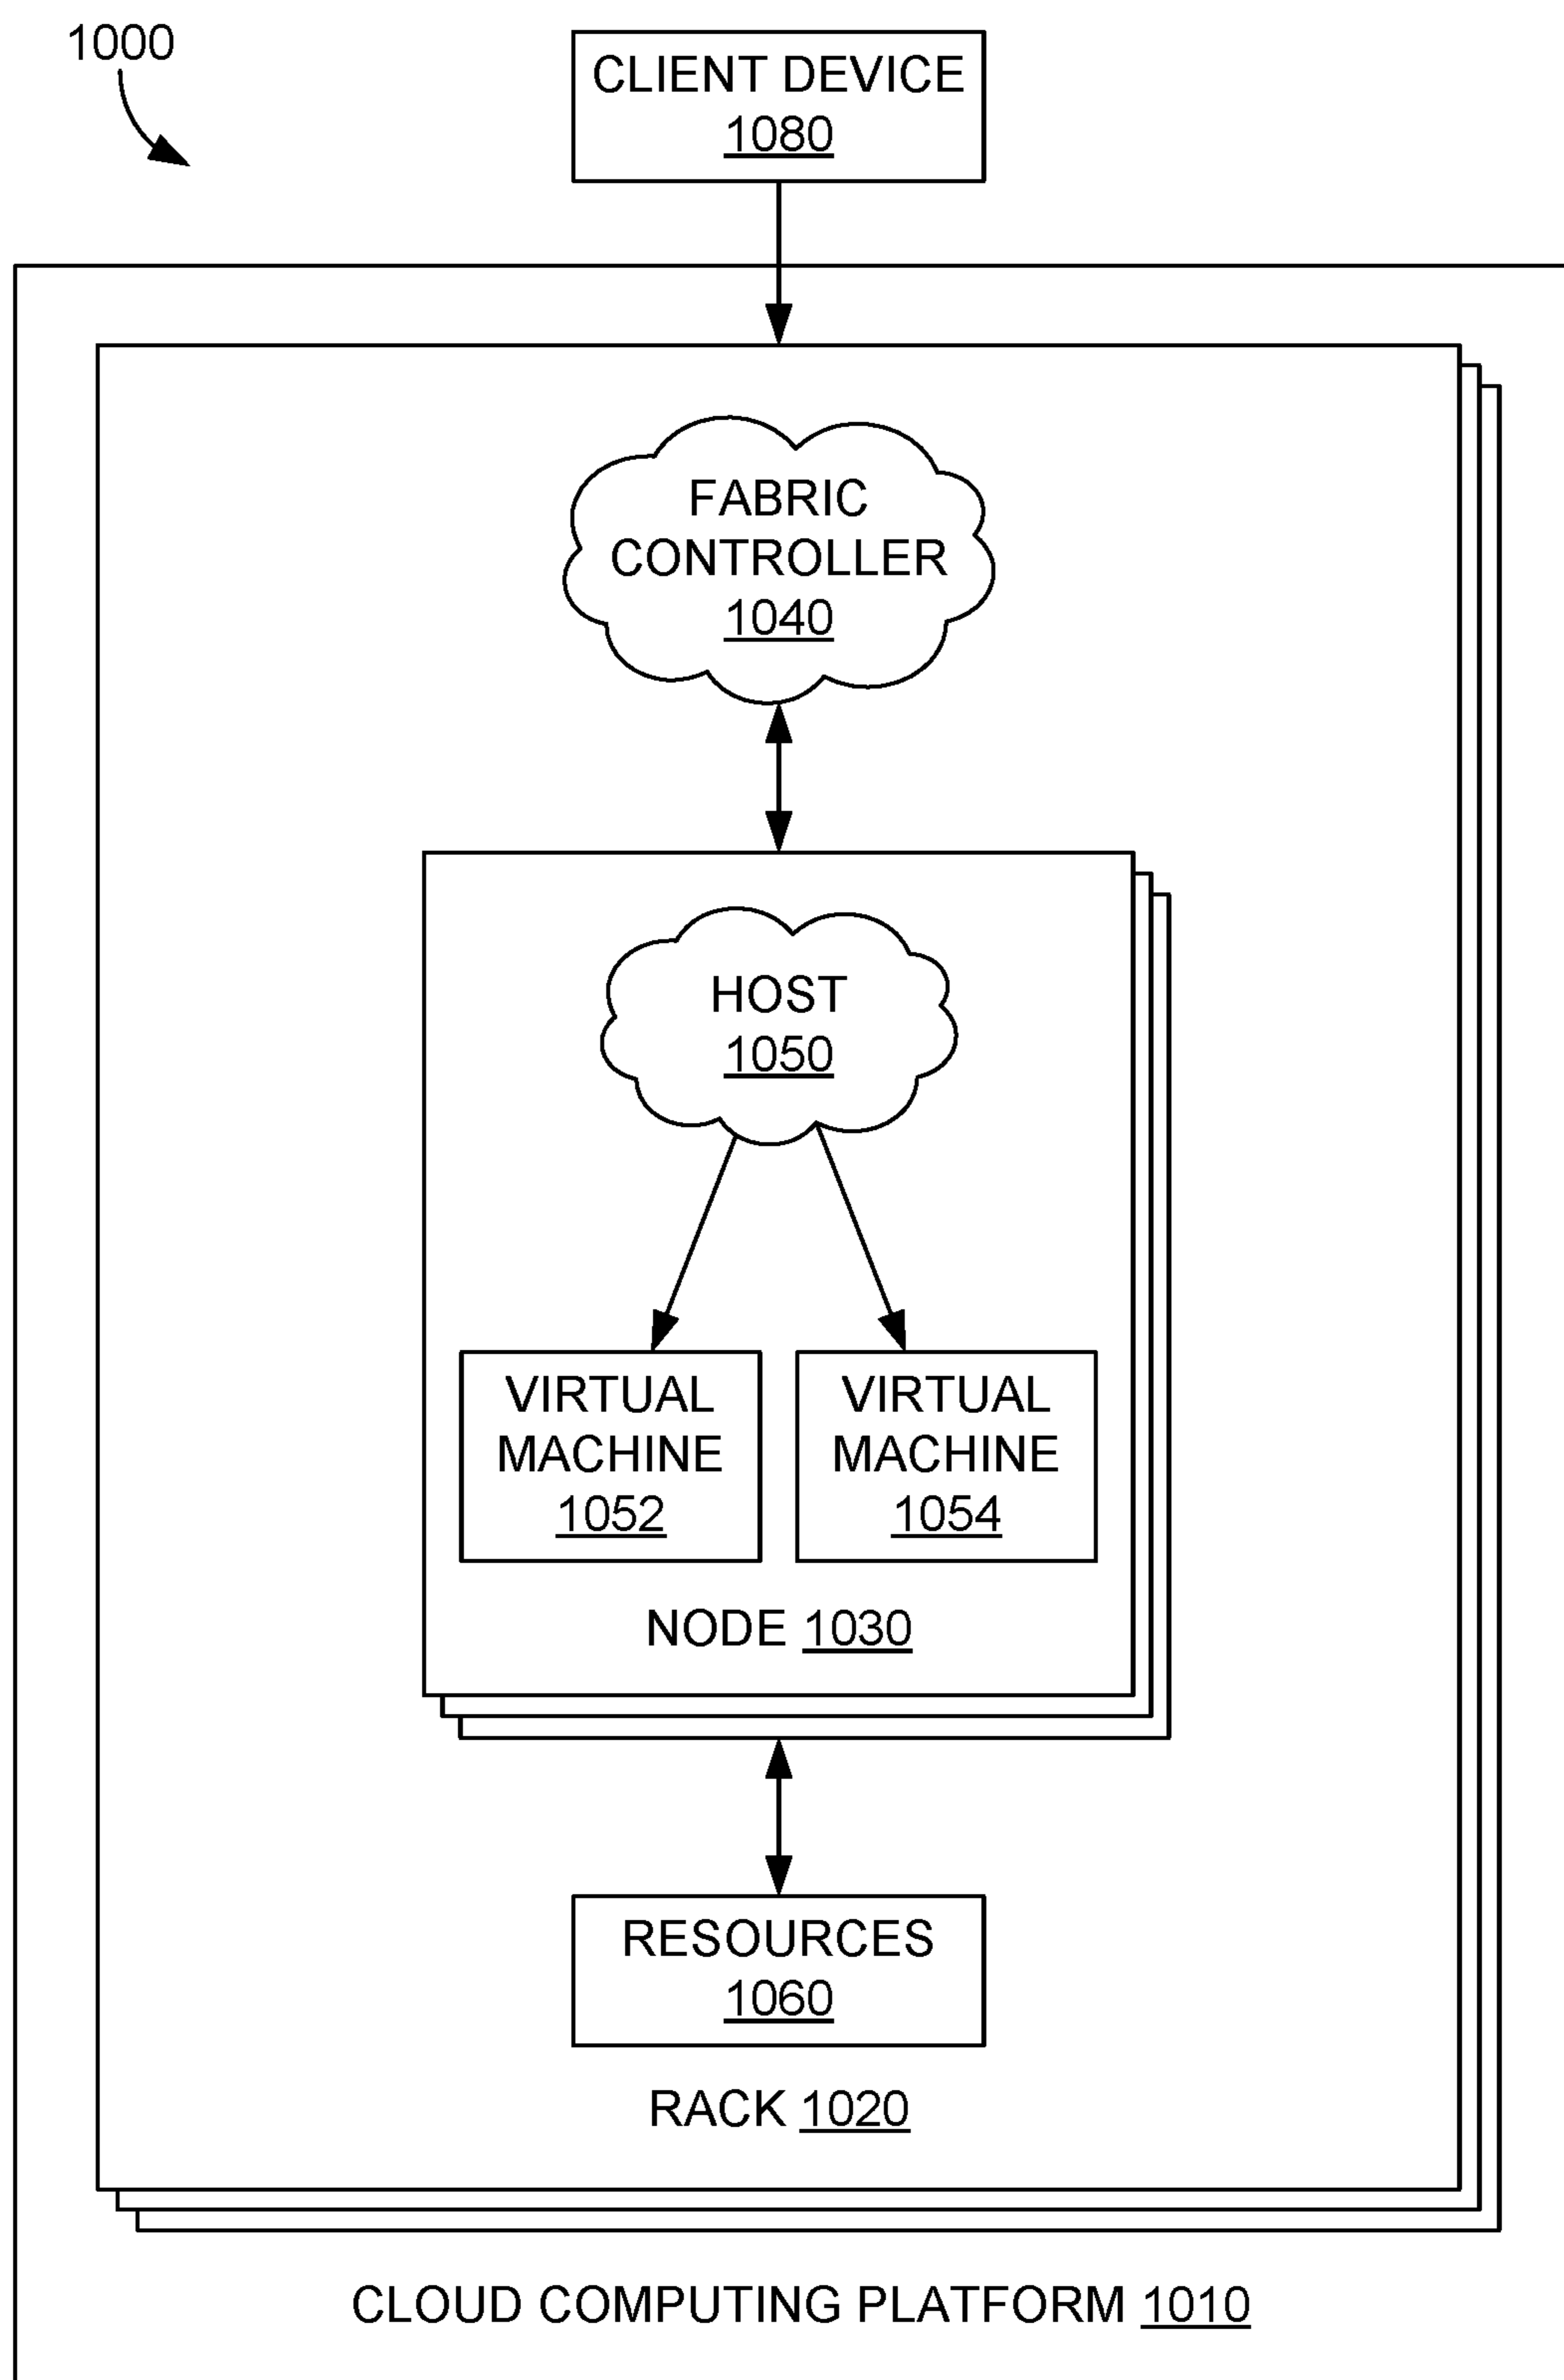 1000
CLIENT DEVICE
1080
FABRIC
CONTROLLER
1040
HOST
1050
VIRTUAL
MACHINE
1052
VIRTUAL
MACHINE
1054
NODE 1030
RESOURCES
1060
RACK 1020
CLOUD COMPUTING PLATFORM 1010